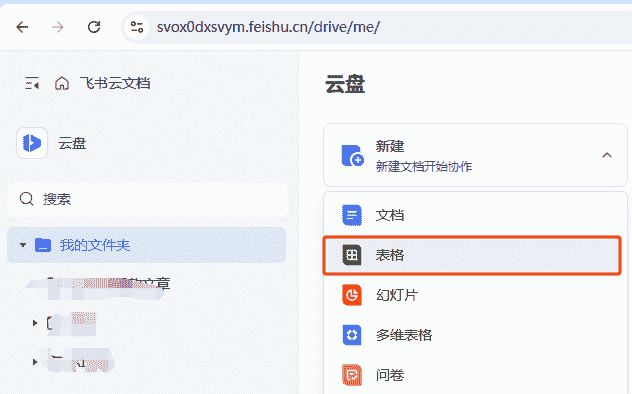 svox0dxsvym.feishu.cn/drive/me/
飞书云文档
云盘
搜索
我的文件夹
文章
云盘
新建
新建文档开始协作
文档
表格
幻灯片
多维表格
问卷